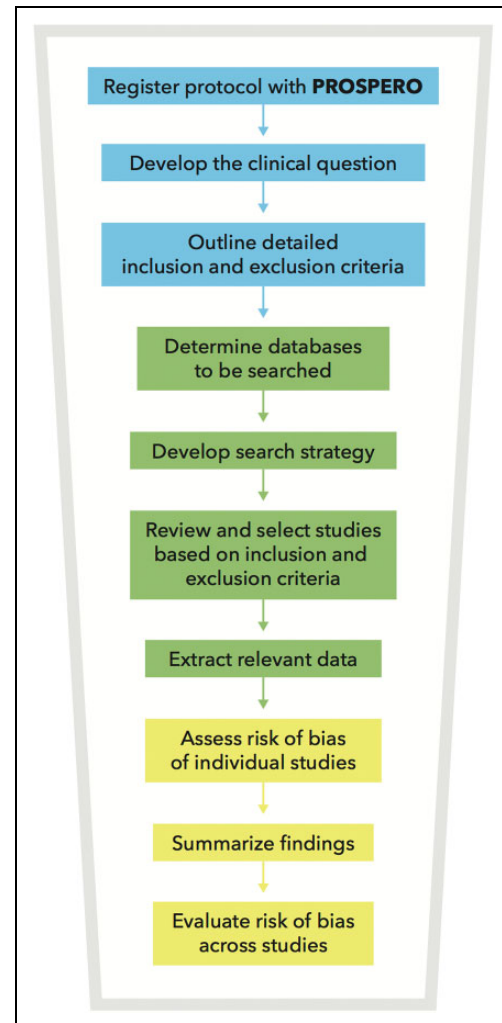 Register protocol with PROSPERO
Develop the clinical question
Outline detailed
inclusion and exclusion criteria
Determine databases
to be searched
Develop search strategy
Review and select studies
based on inclusion and
exclusion criteria
Extract relevant data
Assess risk of bias
of individual studies
Summarize findings
Evaluate risk of bias
across studies